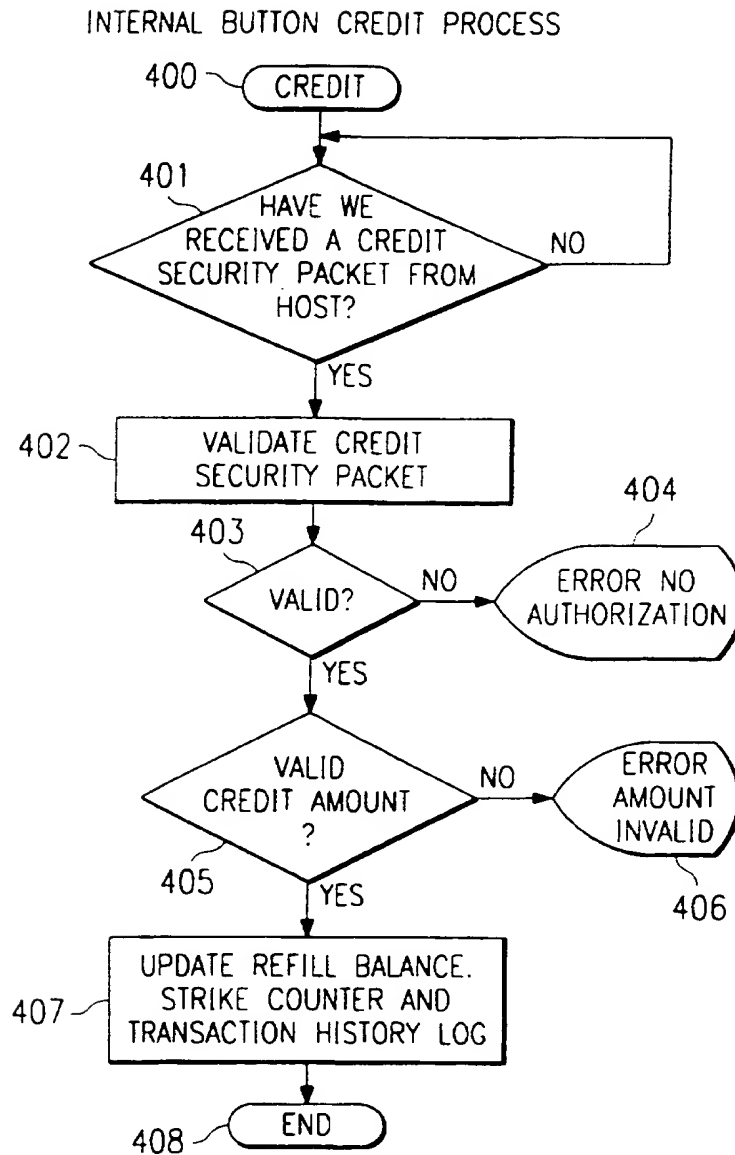 INTERNAL BUTTON CREDIT PROCESS
400
CREDIT
401
HAVE WE
RECEIVED A CREDIT
SECURITY PACKET FROM
HOST?
NO
YES
402
VALIDATE CREDIT
SECURITY PACKET
403
VALID?
NO
404
ERROR NO
AUTHORIZATION
YES
VALID
CREDIT AMOUNT
?
405
NO
ERROR
AMOUNT
INVALID
406
YES
407
UPDATE REFILL BALANCE.
STRIKE COUNTER AND
TRANSACTION HISTORY LOG
408
END